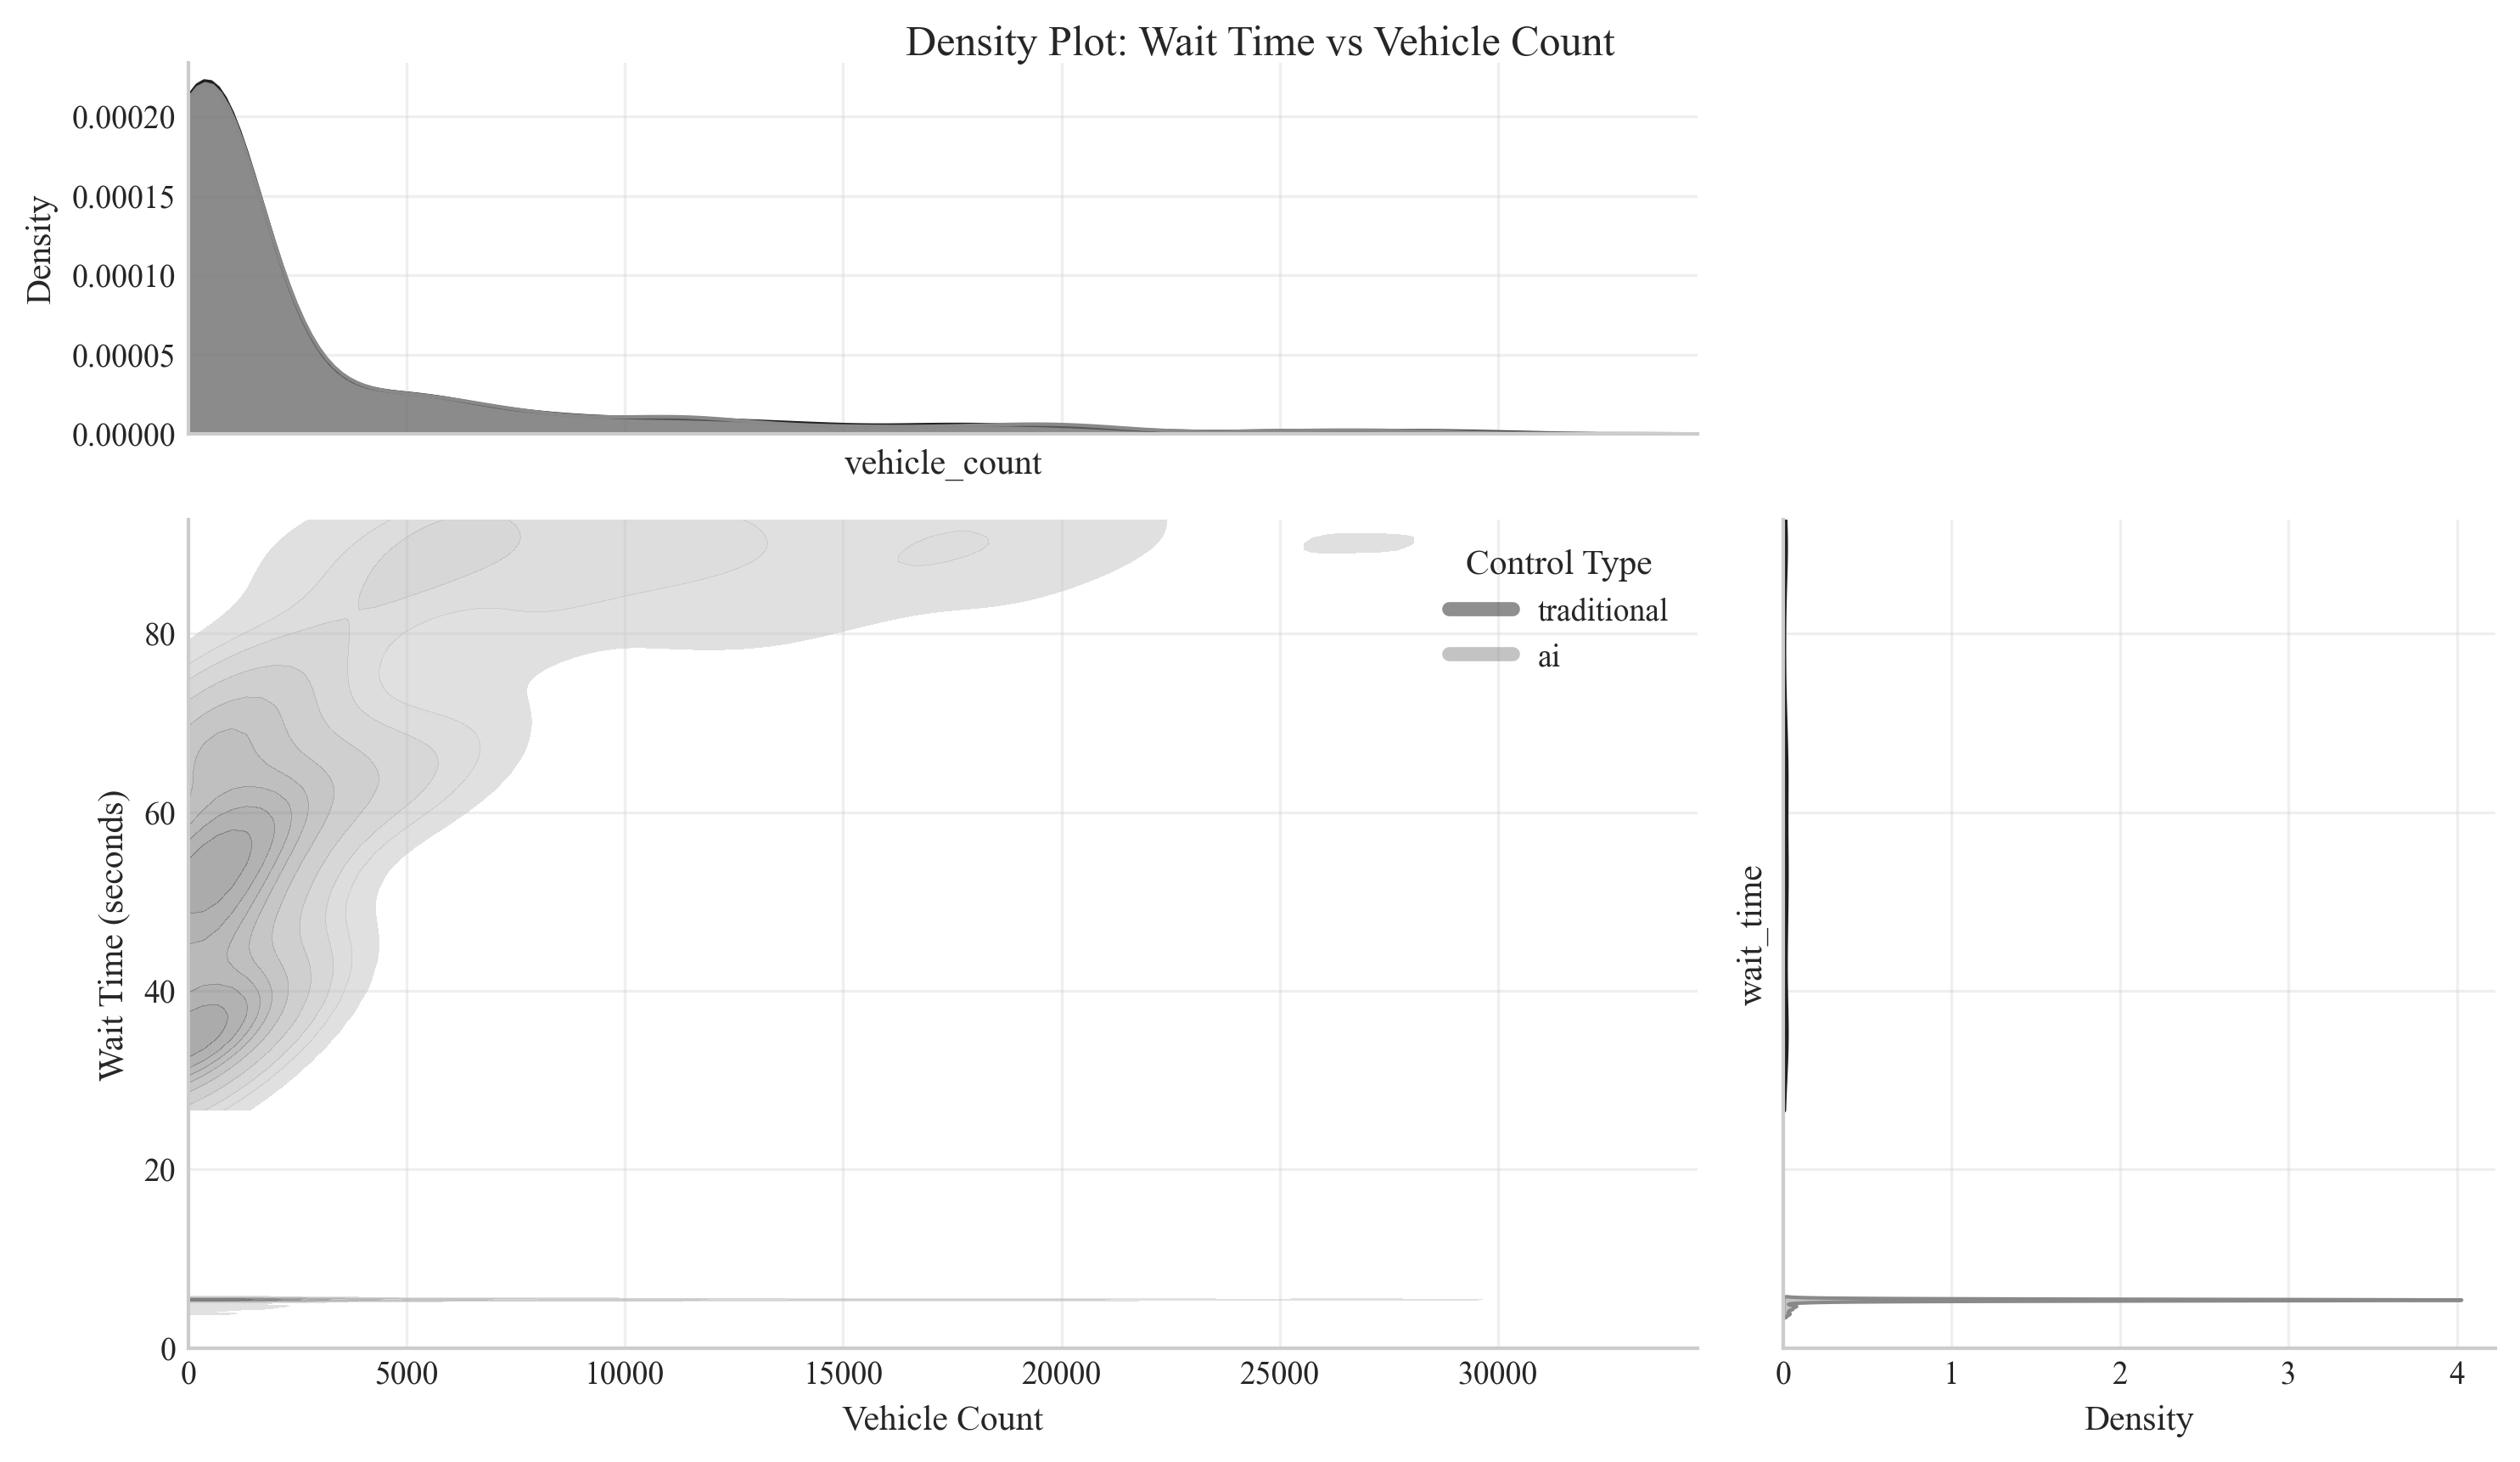 Density Plot: Wait Time vs Vehicle Count
Density
0.00020
0.00015
0.00010
0.00005
0.00000
vehicle_count
Wait Time (seconds)
80
60
40
20
0
Control Type
traditional
ai
0 5000 10000 15000 20000 25000 30000
Vehicle Count
wait_time
0 1 2 3 4
Density